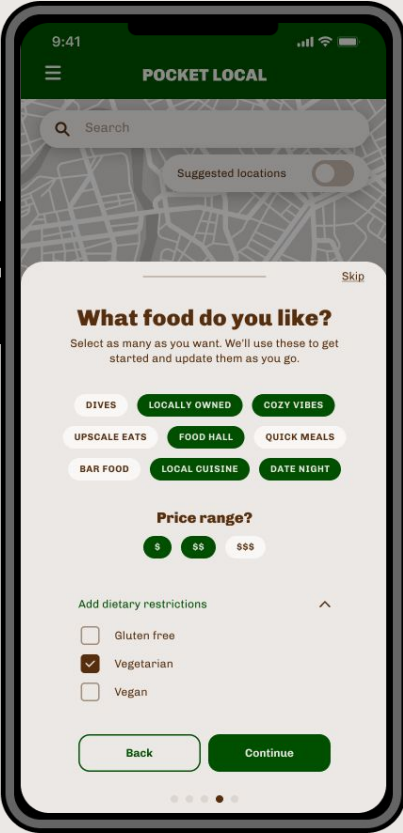 9:41
POCKET LOCAL
Search
Suggested locations
Skip
What food do you like?
Select as many as you want. We'll use these to get
started and update them as you go.
DIVES LOCALLY OWNED COZY VIBES
UPSCALE EATS FOOD HALL QUICK MEALS
BAR FOOD LOCAL CUISINE DATE NIGHT
Price range?
$ $$ $$$
Add dietary restrictions
Gluten free
Vegetarian
Vegan
Back Continue